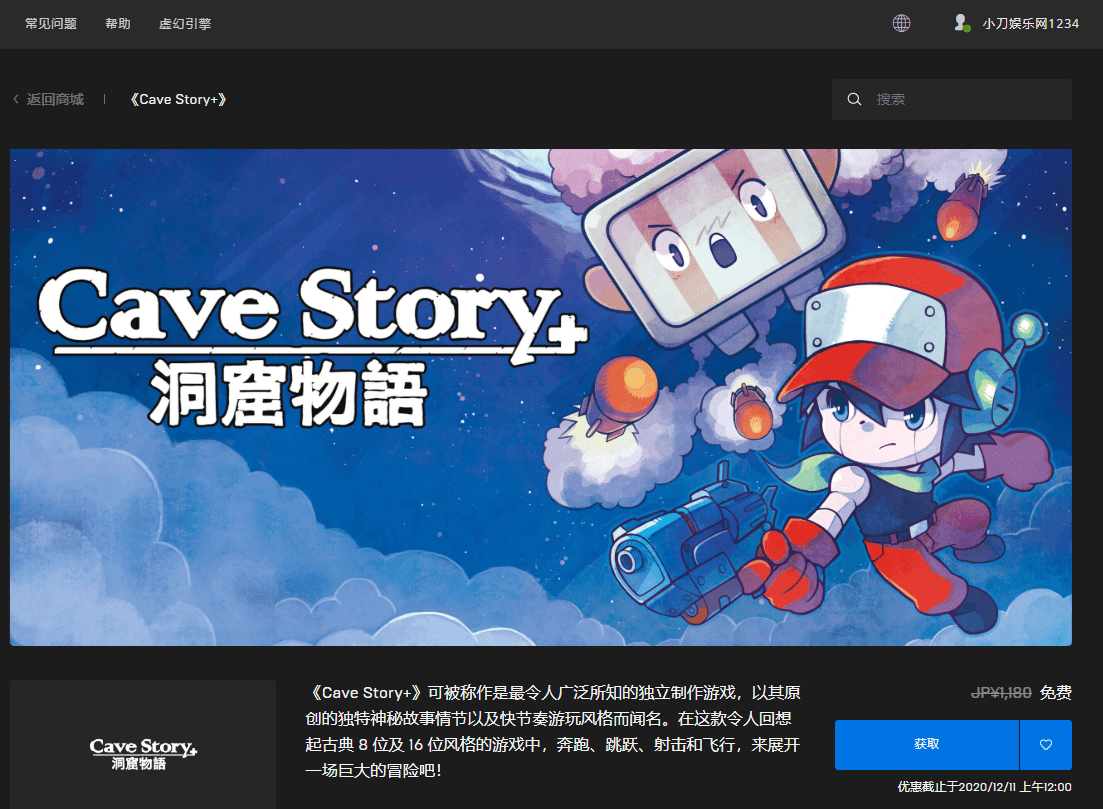 常见问题 帮助 虚幻引擎 小刀娱乐网1234
返回商城 《Cave Story+》 搜索
Cave Story+
洞窟物語
《Cave Story+》可被称作是最令人广泛所知的独立制作游戏，以其原
创的独特神秘故事情节以及快节奏游玩风格而闻名。在这款令人回想
起古典 8 位及 16 位风格的游戏中，奔跑、跳跃、射击和飞行，来展开
一场巨大的冒险吧！
Cave Story+
洞窟物語
JP¥1,180 免费
获取
优惠截止于2020/12/11 上午12:00